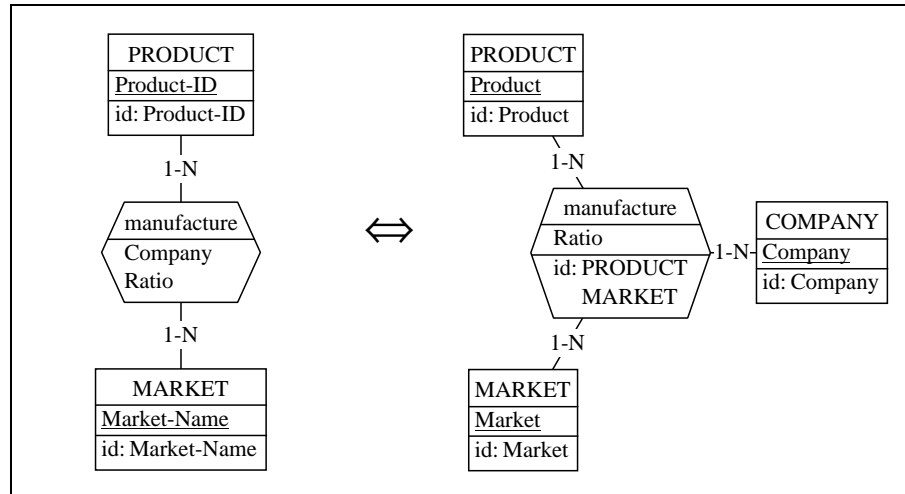 PRODUCT
Product-ID
id: Product-ID
1-N
manufacture
Company
Ratio
1-N
MARKET
Market-Name
id: Market-Name
⇔
PRODUCT
Product
id: Product
1-N
manufacture
Ratio
id: PRODUCT
MARKET
1-N
COMPANY
Company
id: Company
1-N
MARKET
Market
id: Market